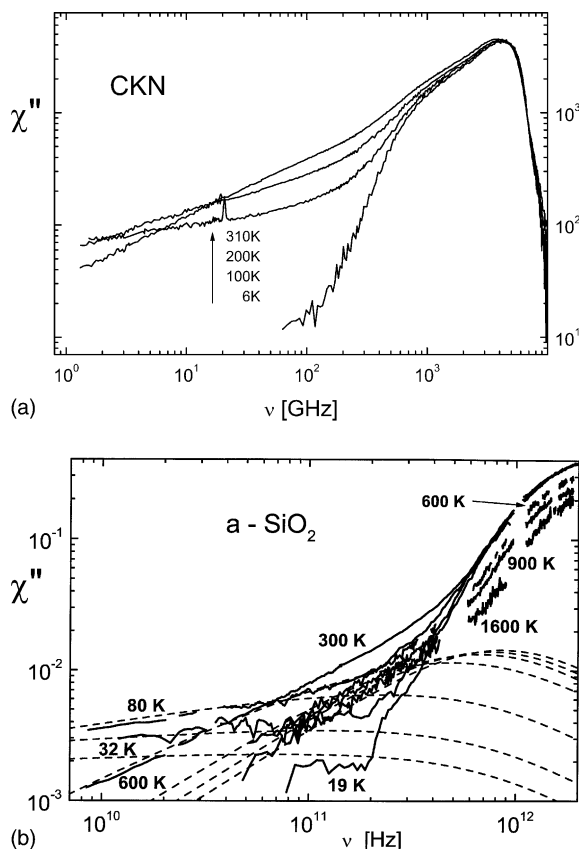 CKN
χ"
10³
10²
10¹
310K
200K
100K
6K
10⁰ 10¹ 10² 10³
(a)
ν [GHz]
600 K
a - SiO₂
10⁻¹
900 K
χ"
1600 K
300 K
10⁻²
80 K
32 K
600 K
19 K
10⁻³
10¹⁰ 10¹¹ 10¹²
(b)
ν [Hz]